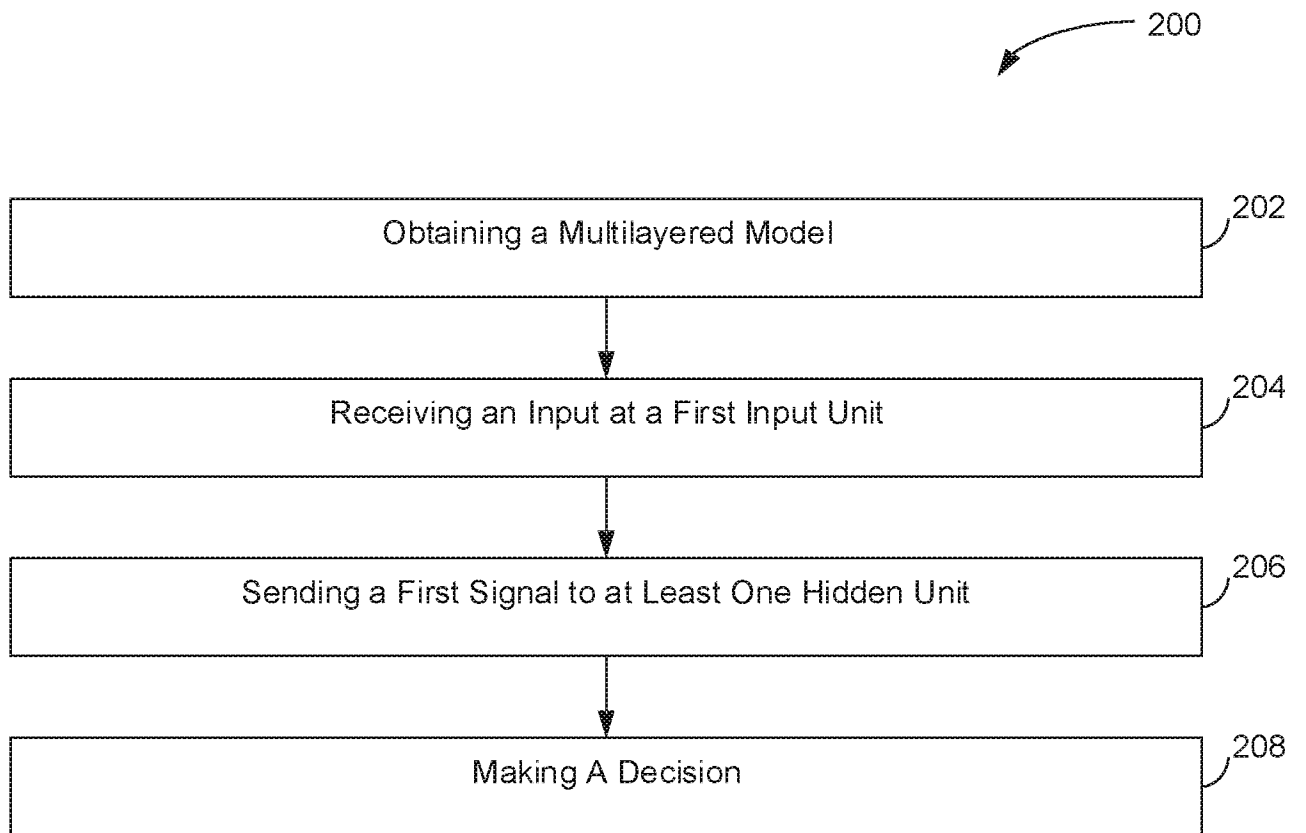 200
Obtaining a Multilayered Model
202
Receiving an Input at a First Input Unit
204
Sending a First Signal to at Least One Hidden Unit
206
Making A Decision
208